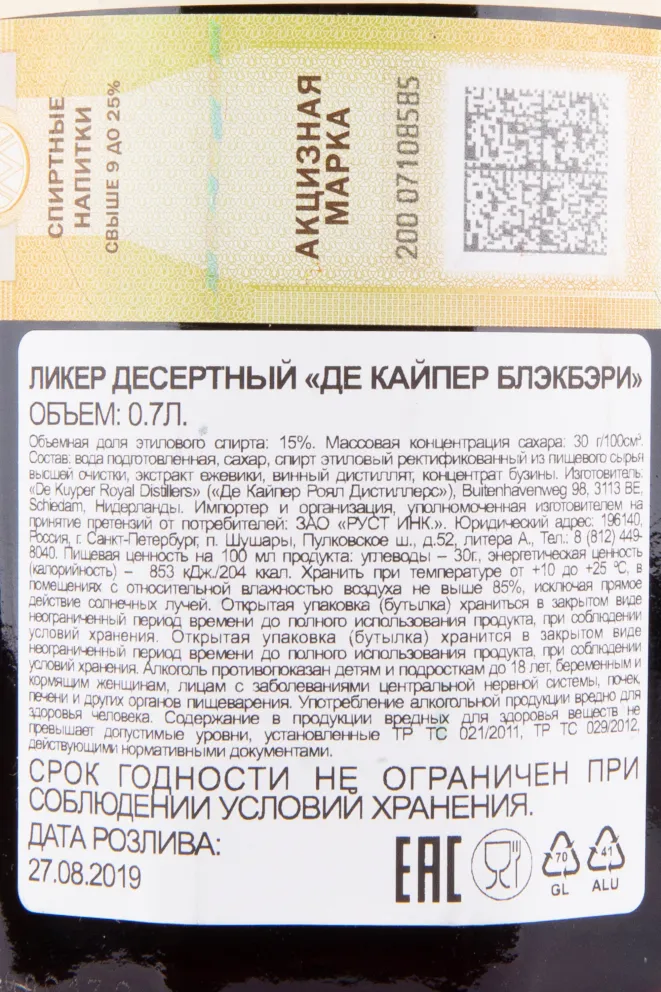 СПИРТНЫЕ
НАПИТКИ
СВЫШЕ 9 ДО 25%
АКЦИЗНАЯ
МАРКА
200 07108585
ЛИКЕР ДЕСЕРТНЫЙ «ДЕ КАЙПЕР БЛЭКБЭРИ»
ОБЪЕМ: 0.7Л.
Объемная доля этилового спирта: 15%. Массовая концентрация сахара: 30 г/100см³.
Состав: вода подготовленная, сахар, спирт этиловый ректификованный из пищевого сырья
высшей очистки, экстракт ежевики, винный дистиллят, концентрат бузины. Изготовитель:
«De Kuyper Royal Distillers» («Де Кайпер Роял Дистиллерс»), Buitenhavenweg 98, 3113 BE,
Schiedam, Нидерланды. Импортер и организация, уполномоченная изготовителем на
принятие претензий от потребителей: ЗАО «РУСТ ИНК.». Юридический адрес: 196140,
Россия, г. Санкт-Петербург, п. Шушары, Пулковское ш., д.52, литера А., Тел.: 8 (812) 449-
8040. Пищевая ценность на 100 мл продукта: углеводы – 30г., энергетическая ценность
(калорийность) – 853 кДж./204 ккал. Хранить при температуре от +10 до +25 °С, в
помещениях с относительной влажностью воздуха не выше 85%, исключая прямое
действие солнечных лучей. Открытая упаковка (бутылка) храниться в закрытом виде
неограниченный период времени до полного использования продукта, при соблюдении
условий хранения. Открытая упаковка (бутылка) хранится в закрытом виде
неограниченный период времени до полного использования продукта, при соблюдении
условий хранения. Алкоголь противопоказан детям и подросткам до 18 лет, беременным и
кормящим женщинам, лицам с заболеваниями центральной нервной системы, почек,
печени и других органов пищеварения. Употребление алкогольной продукции вредно для
здоровья человека. Содержание в продукции вредных для здоровья веществ не
превышает допустимые уровни, установленные ТР ТС 021/2011, ТР ТС 029/2012,
действующими нормативными документами.
СРОК ГОДНОСТИ НЕ ОГРАНИЧЕН ПРИ
СОБЛЮДЕНИИ УСЛОВИЙ ХРАНЕНИЯ.
ДАТА РОЗЛИВА:
27.08.2019
EAC
70
GL
41
ALU